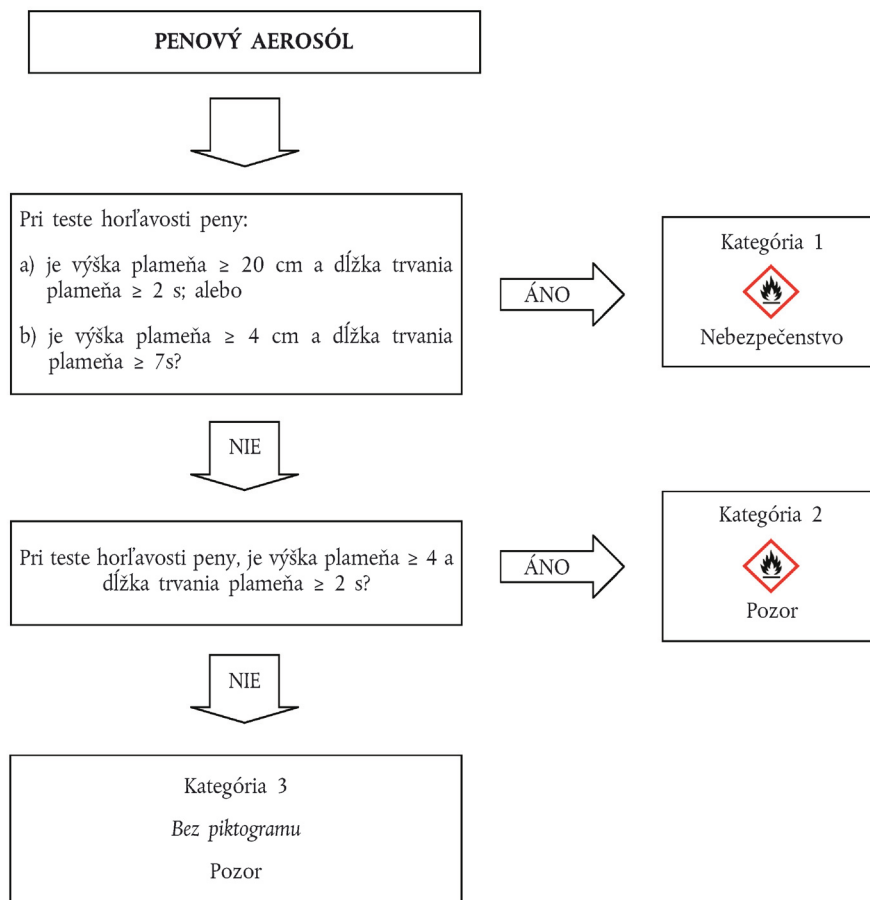 PENOVÝ AEROSÓL
Pri teste horľavosti peny:
a) je výška plameňa ≥ 20 cm a dĺžka trvania
plameňa ≥ 2 s; alebo
b) je výška plameňa ≥ 4 cm a dĺžka trvania
plameňa ≥ 7s?
ÁNO
Kategória 1
Nebezpečenstvo
NIE
Pri teste horľavosti peny, je výška plameňa ≥ 4 a
dĺžka trvania plameňa ≥ 2 s?
ÁNO
Kategória 2
Pozor
NIE
Kategória 3
Bez piktogramu
Pozor